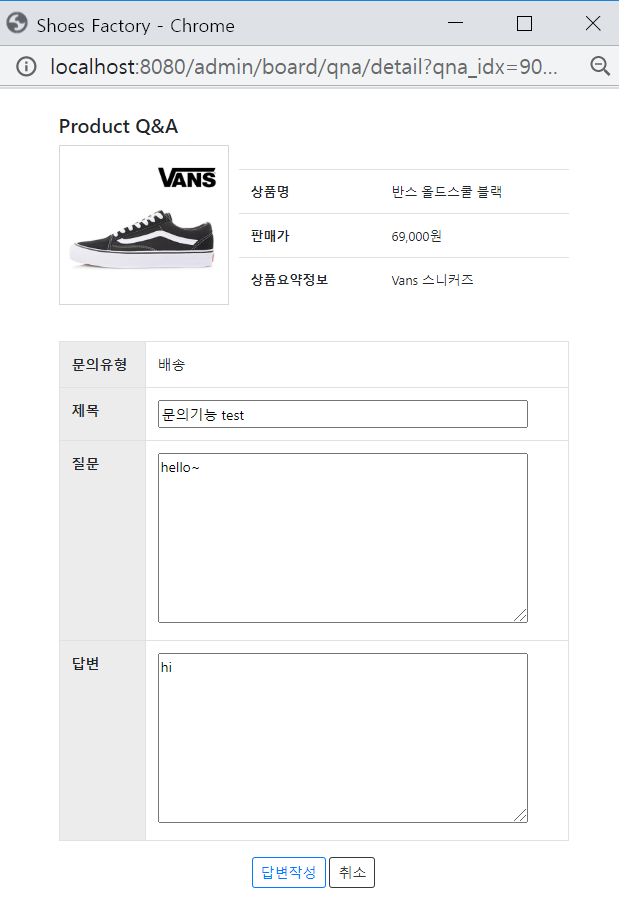 Shoes Factory - Chrome
localhost:8080/admin/board/qna/detail?qna_idx=90...
Product Q&A
VANS
상품명 반스 올드스쿨 블랙
판매가 69,000원
상품요약정보 Vans 스니커즈
문의유형 배송
제목 문의기능 test
질문 hello~
답변 hi
답변작성 취소